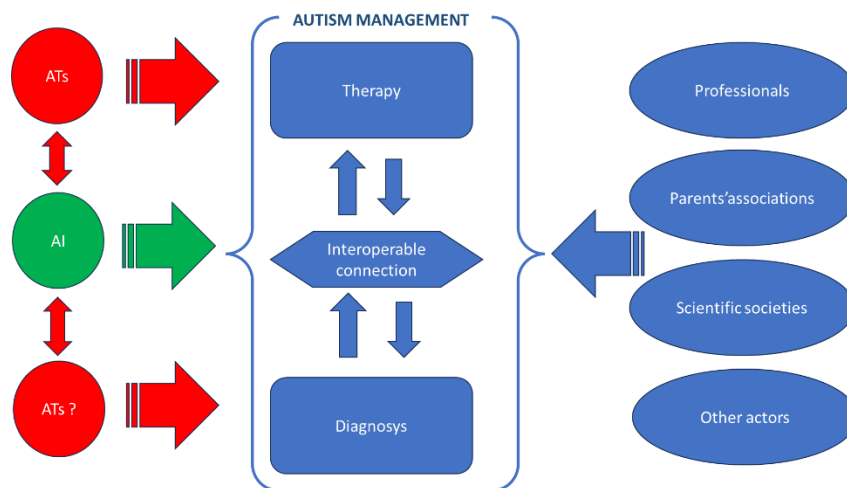 AUTISM MANAGEMENT
ATs
Therapy
Professionals
Parents'associations
AI
Interoperable
connection
Scientific societies
ATs ?
Diagnosys
Other actors